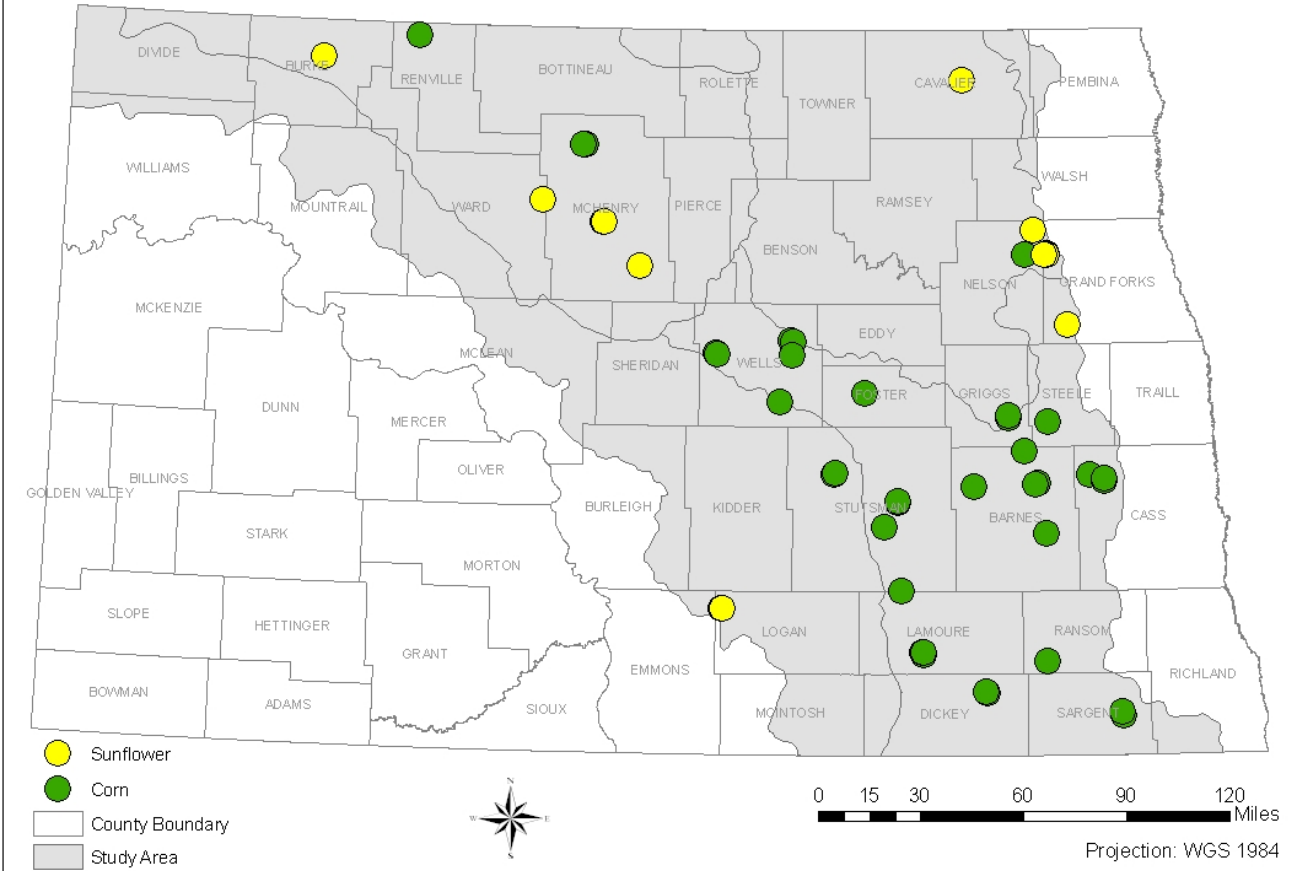 DIVIDE
BURKE
RENVILLE
BOTTINEAU
ROLETTE
TOWNER
CAVALIER
PEMBINA
WILLIAMS
MOUNTRAIL
WARD
MCHENRY
PIERCE
BENSON
RAMSEY
WALSH
NELSON
GRAND FORKS
MCKENZIE
MCLEAN
SHERIDAN
WELLS
EDDY
FOSTER
GRIGGS
STEELE
TRAILL
DUNN
MERCER
OLIVER
GOLDEN VALLEY
BILLINGS
STARK
BURLEIGH
KIDDER
STUTSMAN
BARNES
CASS
MORTON
SLOPE
HETTINGER
GRANT
EMMONS
LOGAN
LAMOURE
RANSOM
RICHLAND
BOWMAN
ADAMS
SIOUX
MCINTOSH
DICKEY
SARGENT
Sunflower
Corn
County Boundary
Study Area
N
W E
S
0 15 30 60 90 120
Miles
Projection: WGS 1984